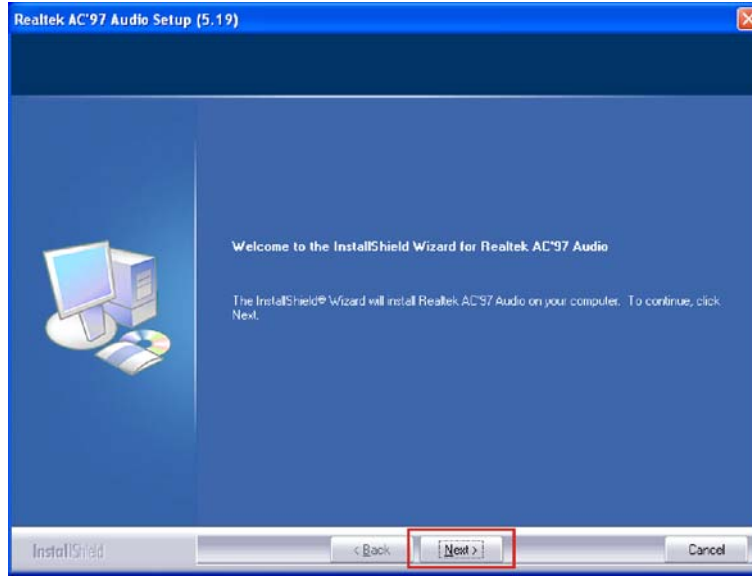 Realtek AC'97 Audio Setup (5.19)
Welcome to the InstallShield Wizard for Realtek AC'97 Audio
The InstallShield® Wizard will install Realtek AC'97 Audio on your computer. To continue, click
Next.
InstallShield
< Back
Next >
Cancel